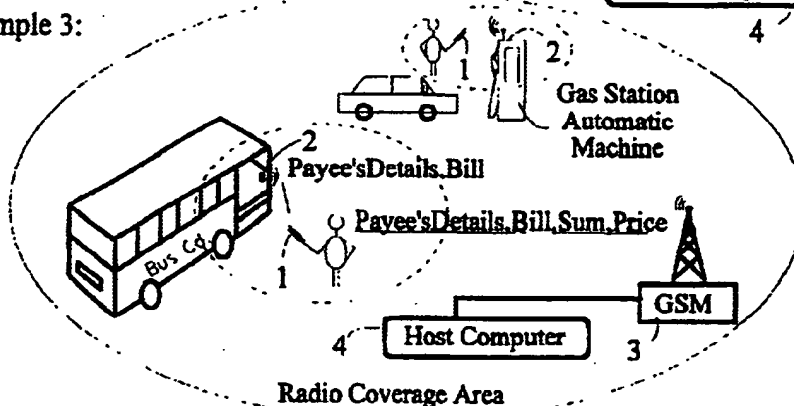 mple 3:
4
1
2
Gas Station
Automatic
Machine
2
Payee'sDetails,Bill
Payee'sDetails,Bill,Sum,Price
Bus Co.
1
GSM
3
4
Host Computer
Radio Coverage Area